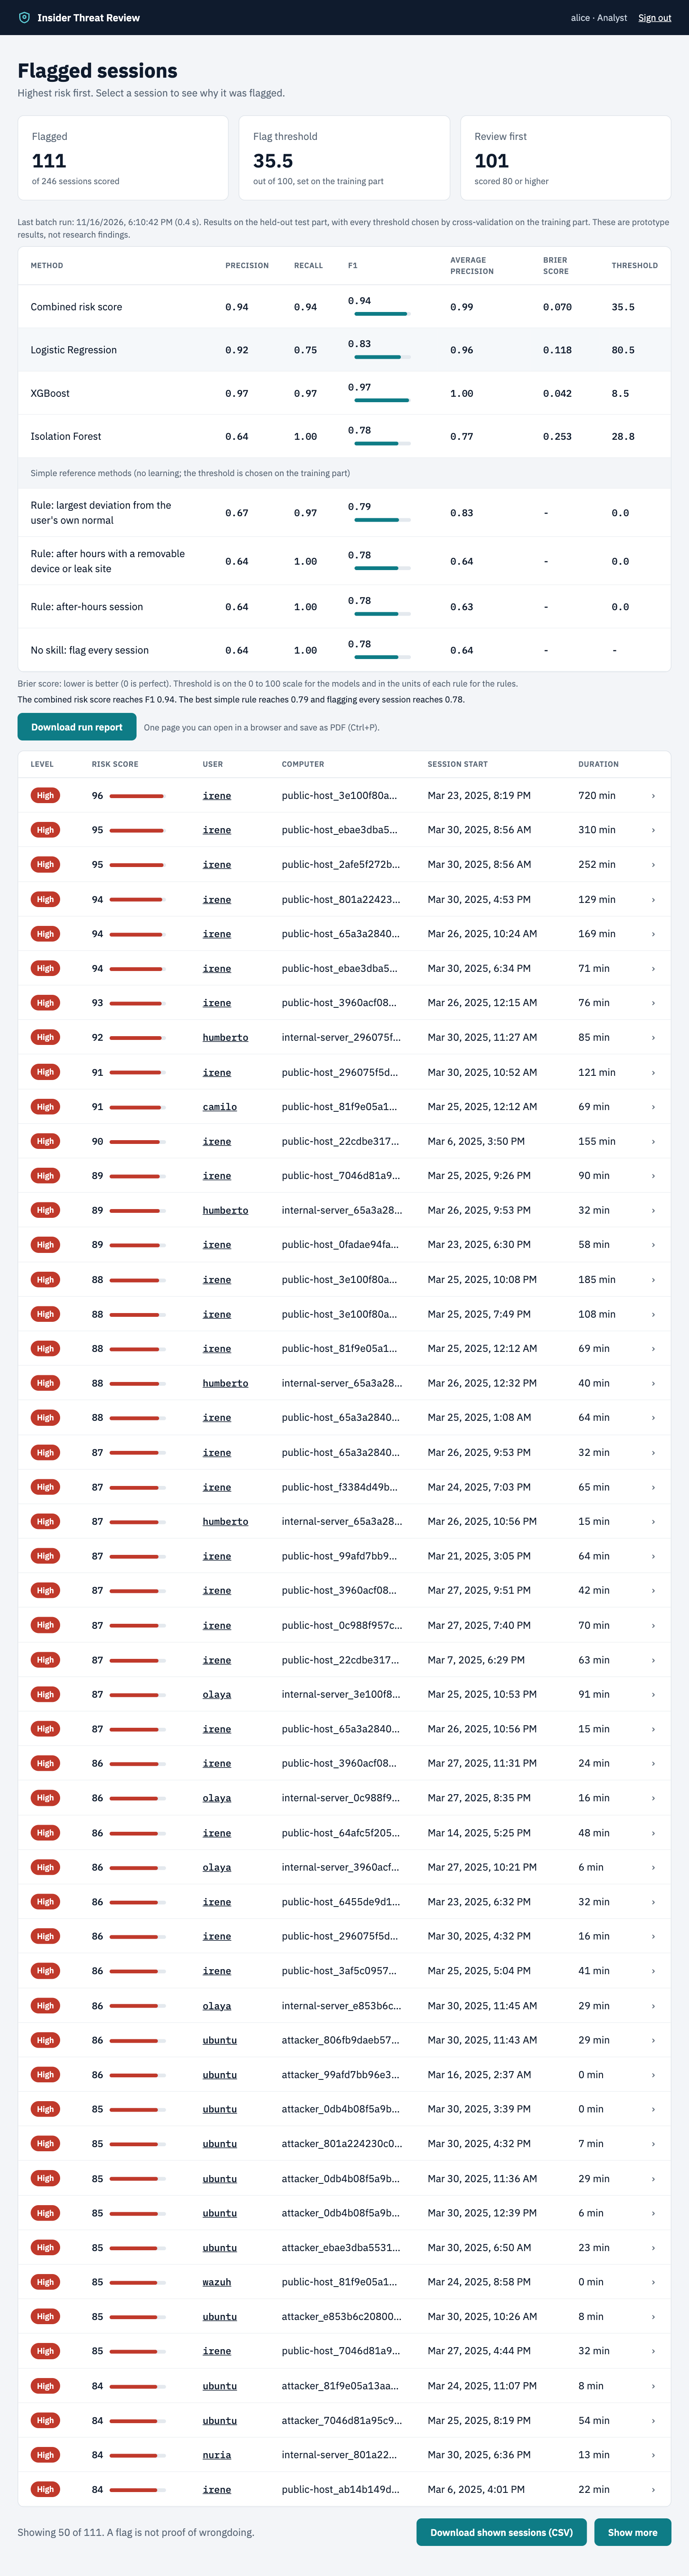 Insider Threat Review
alice · Analyst Sign out
Flagged sessions
Highest risk first. Select a session to see why it was flagged.
Flagged
111
of 246 sessions scored
Flag threshold
35.5
out of 100, set on the training part
Review first
101
scored 80 or higher
Last batch run: 11/16/2026, 6:10:42 PM (0.4 s). Results on the held-out test part, with every threshold chosen by cross-validation on the training part. These are prototype
results, not research findings.
METHOD PRECISION RECALL F1 AVERAGE PRECISION BRIER SCORE THRESHOLD
Combined risk score 0.94 0.94 0.94 0.99 0.070 35.5
Logistic Regression 0.92 0.75 0.83 0.96 0.118 80.5
XGBoost 0.97 0.97 0.97 1.00 0.042 8.5
Isolation Forest 0.64 1.00 0.78 0.77 0.253 28.8
Simple reference methods (no learning; the threshold is chosen on the training part)
Rule: largest deviation from the
user's own normal 0.67 0.97 0.79 0.83 - 0.0
Rule: after hours with a removable
device or leak site 0.64 1.00 0.78 0.64 - 0.0
Rule: after-hours session 0.64 1.00 0.78 0.63 - 0.0
No skill: flag every session 0.64 1.00 0.78 0.64 - -
Brier score: lower is better (0 is perfect). Threshold is on the 0 to 100 scale for the models and in the units of each rule for the rules.
The combined risk score reaches F1 0.94. The best simple rule reaches 0.79 and flagging every session reaches 0.78.
Download run report One page you can open in a browser and save as PDF (Ctrl+P).
LEVEL RISK SCORE USER COMPUTER SESSION START DURATION
High 96 irene public-host_3e100f80a... Mar 23, 2025, 8:19 PM 720 min ›
High 95 irene public-host_ebae3dba5... Mar 30, 2025, 8:56 AM 310 min ›
High 95 irene public-host_2afe5f272b... Mar 30, 2025, 8:56 AM 252 min ›
High 94 irene public-host_801a22423... Mar 30, 2025, 4:53 PM 129 min ›
High 94 irene public-host_65a3a2840... Mar 26, 2025, 10:24 AM 169 min ›
High 94 irene public-host_ebae3dba5... Mar 30, 2025, 6:34 PM 71 min ›
High 93 irene public-host_3960acf08... Mar 26, 2025, 12:15 AM 76 min ›
High 92 humberto internal-server_296075f... Mar 30, 2025, 11:27 AM 85 min ›
High 91 irene public-host_296075f5d... Mar 30, 2025, 10:52 AM 121 min ›
High 91 camilo public-host_81f9e05a1... Mar 25, 2025, 12:12 AM 69 min ›
High 90 irene public-host_22cdbe317... Mar 6, 2025, 3:50 PM 155 min ›
High 89 irene public-host_7046d81a9... Mar 25, 2025, 9:26 PM 90 min ›
High 89 humberto internal-server_65a3a28... Mar 26, 2025, 9:53 PM 32 min ›
High 89 irene public-host_0fadae94fa... Mar 23, 2025, 6:30 PM 58 min ›
High 88 irene public-host_3e100f80a... Mar 25, 2025, 10:08 PM 185 min ›
High 88 irene public-host_3e100f80a... Mar 25, 2025, 7:49 PM 108 min ›
High 88 irene public-host_81f9e05a1... Mar 25, 2025, 12:12 AM 69 min ›
High 88 humberto internal-server_65a3a28... Mar 26, 2025, 12:32 PM 40 min ›
High 88 irene public-host_65a3a2840... Mar 25, 2025, 1:08 AM 64 min ›
High 87 irene public-host_65a3a2840... Mar 26, 2025, 9:53 PM 32 min ›
High 87 irene public-host_f3384d49b... Mar 24, 2025, 7:03 PM 65 min ›
High 87 humberto internal-server_65a3a28... Mar 26, 2025, 10:56 PM 15 min ›
High 87 irene public-host_99afd7bb9... Mar 21, 2025, 3:05 PM 64 min ›
High 87 irene public-host_3960acf08... Mar 27, 2025, 9:51 PM 42 min ›
High 87 irene public-host_0c988f957c... Mar 27, 2025, 7:40 PM 70 min ›
High 87 irene public-host_22cdbe317... Mar 7, 2025, 6:29 PM 63 min ›
High 87 olaya internal-server_3e100f8... Mar 25, 2025, 10:53 PM 91 min ›
High 87 irene public-host_65a3a2840... Mar 26, 2025, 10:56 PM 15 min ›
High 86 irene public-host_3960acf08... Mar 27, 2025, 11:31 PM 24 min ›
High 86 olaya internal-server_0c988f9... Mar 27, 2025, 8:35 PM 16 min ›
High 86 irene public-host_64afc5f205... Mar 14, 2025, 5:25 PM 48 min ›
High 86 olaya internal-server_3960acf... Mar 27, 2025, 10:21 PM 6 min ›
High 86 irene public-host_6455de9d1... Mar 23, 2025, 6:32 PM 32 min ›
High 86 irene public-host_296075f5d... Mar 30, 2025, 4:32 PM 16 min ›
High 86 irene public-host_3af5c0957... Mar 25, 2025, 5:04 PM 41 min ›
High 86 olaya internal-server_e853b6c... Mar 30, 2025, 11:45 AM 29 min ›
High 86 ubuntu attacker_806fb9daeb57... Mar 30, 2025, 11:43 AM 29 min ›
High 86 ubuntu attacker_99afd7bb96e3... Mar 16, 2025, 2:37 AM 0 min ›
High 85 ubuntu attacker_0db4b08f5a9b... Mar 30, 2025, 3:39 PM 0 min ›
High 85 ubuntu attacker_801a224230c0... Mar 30, 2025, 4:32 PM 7 min ›
High 85 ubuntu attacker_0db4b08f5a9b... Mar 30, 2025, 11:36 AM 29 min ›
High 85 ubuntu attacker_0db4b08f5a9b... Mar 30, 2025, 12:39 PM 6 min ›
High 85 ubuntu attacker_ebae3dba5531... Mar 30, 2025, 6:50 AM 23 min ›
High 85 wazuh public-host_81f9e05a1... Mar 24, 2025, 8:58 PM 0 min ›
High 85 ubuntu attacker_e853b6c20800... Mar 30, 2025, 10:26 AM 8 min ›
High 85 irene public-host_7046d81a9... Mar 27, 2025, 4:44 PM 32 min ›
High 84 ubuntu attacker_81f9e05a13aa... Mar 24, 2025, 11:07 PM 8 min ›
High 84 ubuntu attacker_7046d81a95c9... Mar 25, 2025, 8:19 PM 54 min ›
High 84 nuria internal-server_801a22... Mar 30, 2025, 6:36 PM 13 min ›
High 84 irene public-host_ab14b149d... Mar 6, 2025, 4:01 PM 22 min ›
Showing 50 of 111. A flag is not proof of wrongdoing. Download shown sessions (CSV) Show more